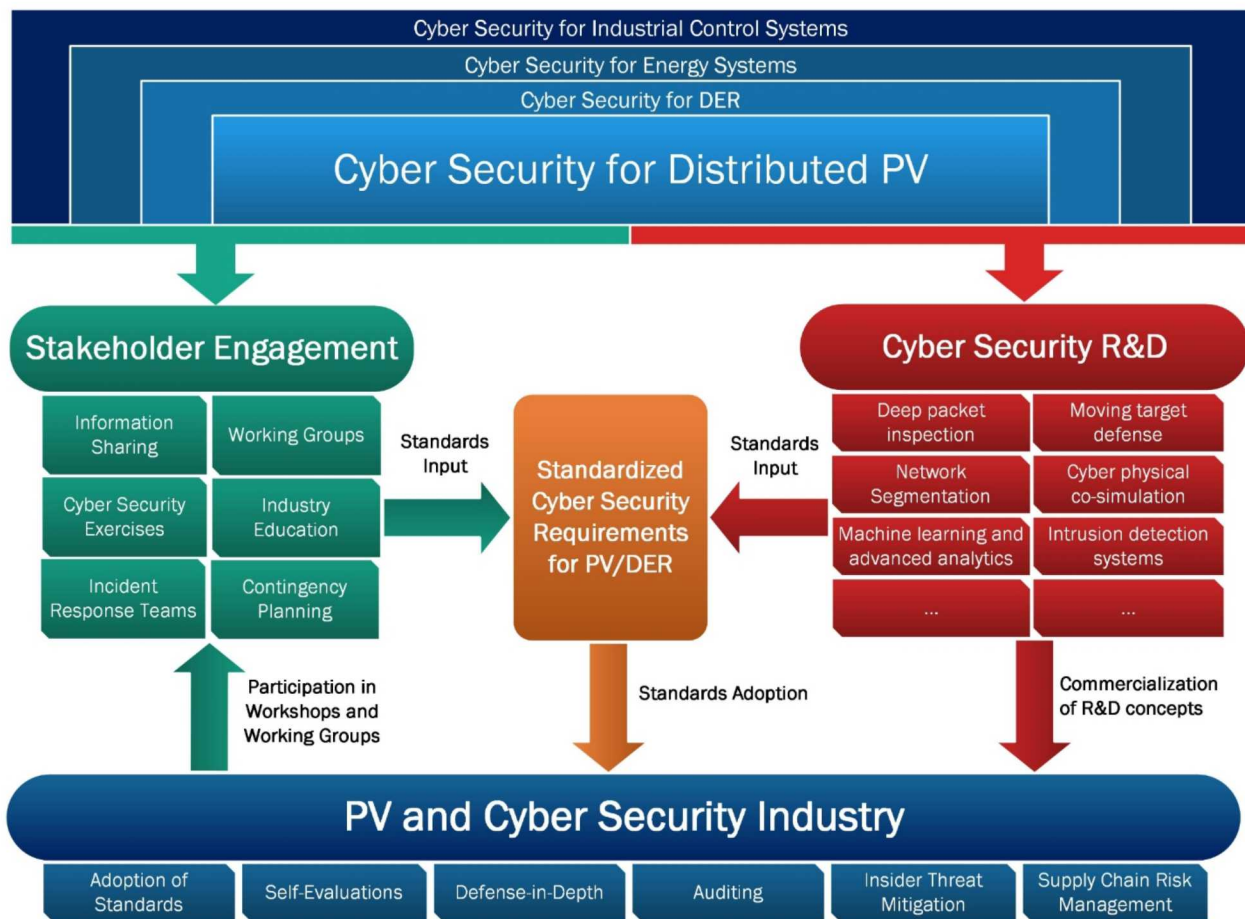 Cyber Security for Industrial Control Systems
Cyber Security for Energy Systems
Cyber Security for DER
Cyber Security for Distributed PV
Stakeholder Engagement
Information
Sharing
Working Groups
Cyber Security
Exercises
Industry
Education
Incident
Response Teams
Contingency
Planning
Standards
Input
Standardized
Cyber Security
Requirements
for PV/DER
Standards
Input
Cyber Security R&D
Deep packet
inspection
Moving target
defense
Network
Segmentation
Cyber physical
co-simulation
Machine learning and
advanced analytics
Intrusion detection
systems
...
...
Participation in
Workshops and
Working Groups
Standards Adoption
Commercialization
of R&D concepts
PV and Cyber Security Industry
Adoption of
Standards
Self-Evaluations
Defense-in-Depth
Auditing
Insider Threat
Mitigation
Supply Chain Risk
Management